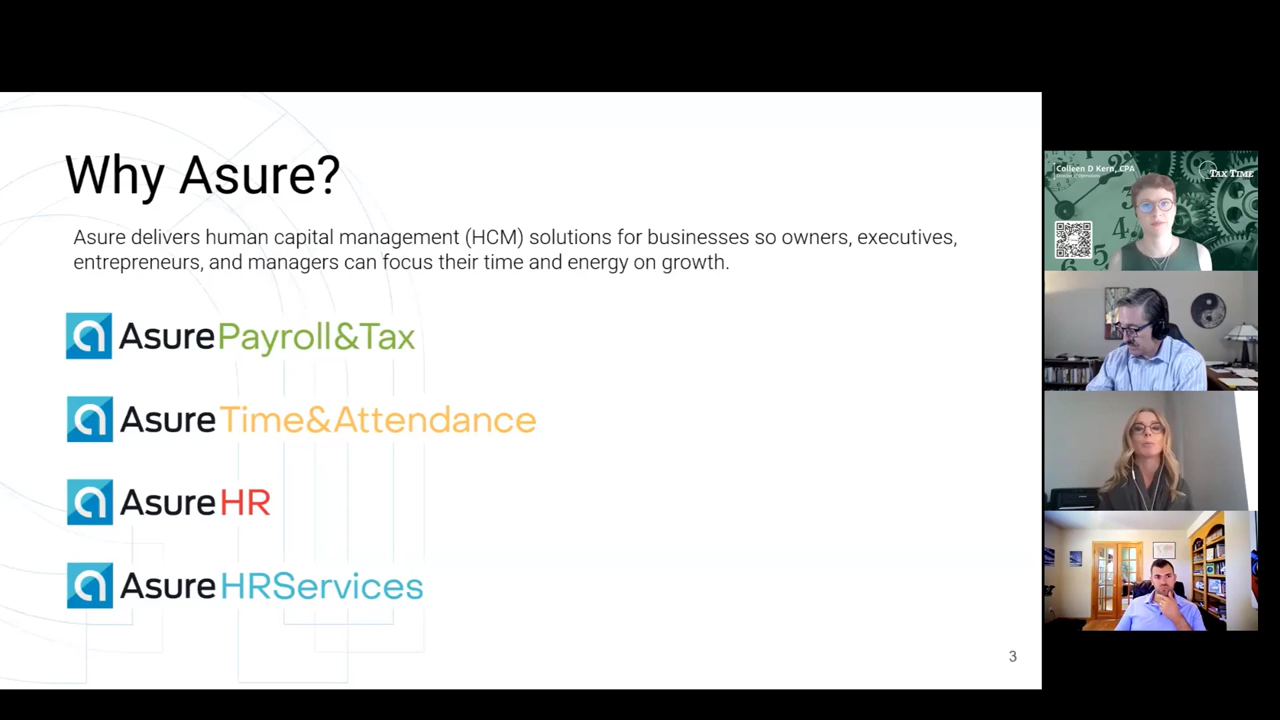 Why Asure?
Asure delivers human capital management (HCM) solutions for businesses so owners, executives,
entrepreneurs, and managers can focus their time and energy on growth.
AsurePayroll&Tax
AsureTime&Attendance
AsureHR
AsureHRServices
3
Colleen D Kern, CPA
TAX TIME